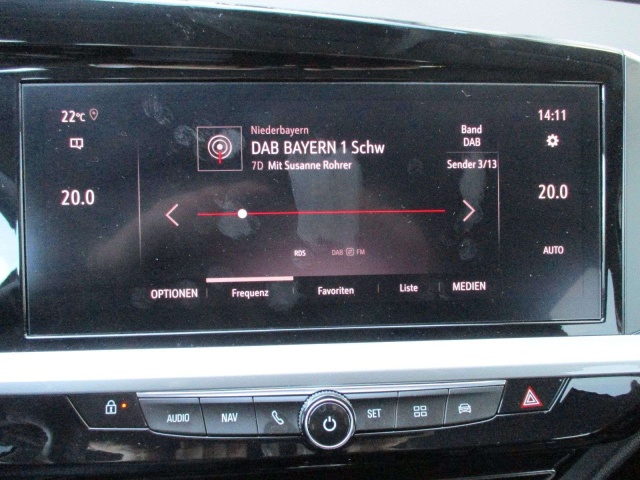 22°C
14:11
Niederbayern
DAB BAYERN 1 Schw
7D Mit Susanne Rohrer
Band
DAB
Sender 3/13
20.0
20.0
RDS
DAB FM
AUTO
OPTIONEN
Frequenz
Favoriten
Liste
MEDIEN
AUDIO
NAV
SET